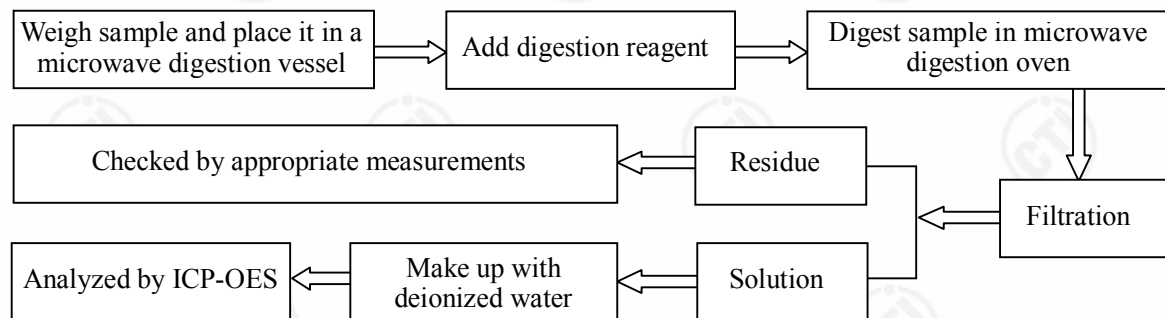 Weigh sample and place it in a
microwave digestion vessel
Add digestion reagent
Digest sample in microwave
digestion oven
Checked by appropriate measurements
Residue
Filtration
Analyzed by ICP-OES
Make up with
deionized water
Solution
CTI